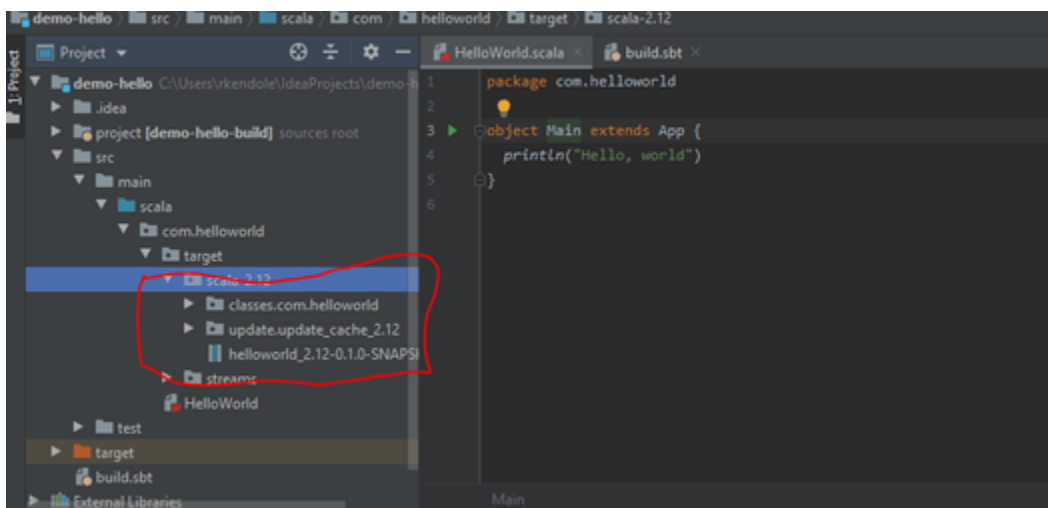 demo-hello src main scala com helloworld target scala-2.12
1: Project
Project
HelloWorld.scala
build.sbt
demo-hello C:\Users\rkendole\IdeaProjects\demo-h
.idea
project [demo-hello-build] sources root
src
main
scala
com.helloworld
target
scala-2.12
classes.com.helloworld
update.update_cache_2.12
helloworld_2.12-0.1.0-SNAPSH
streams
HelloWorld
test
target
build.sbt
External Libraries
1 package com.helloworld
2
3 object Main extends App {
4 println("Hello, world")
5 }
6
Main